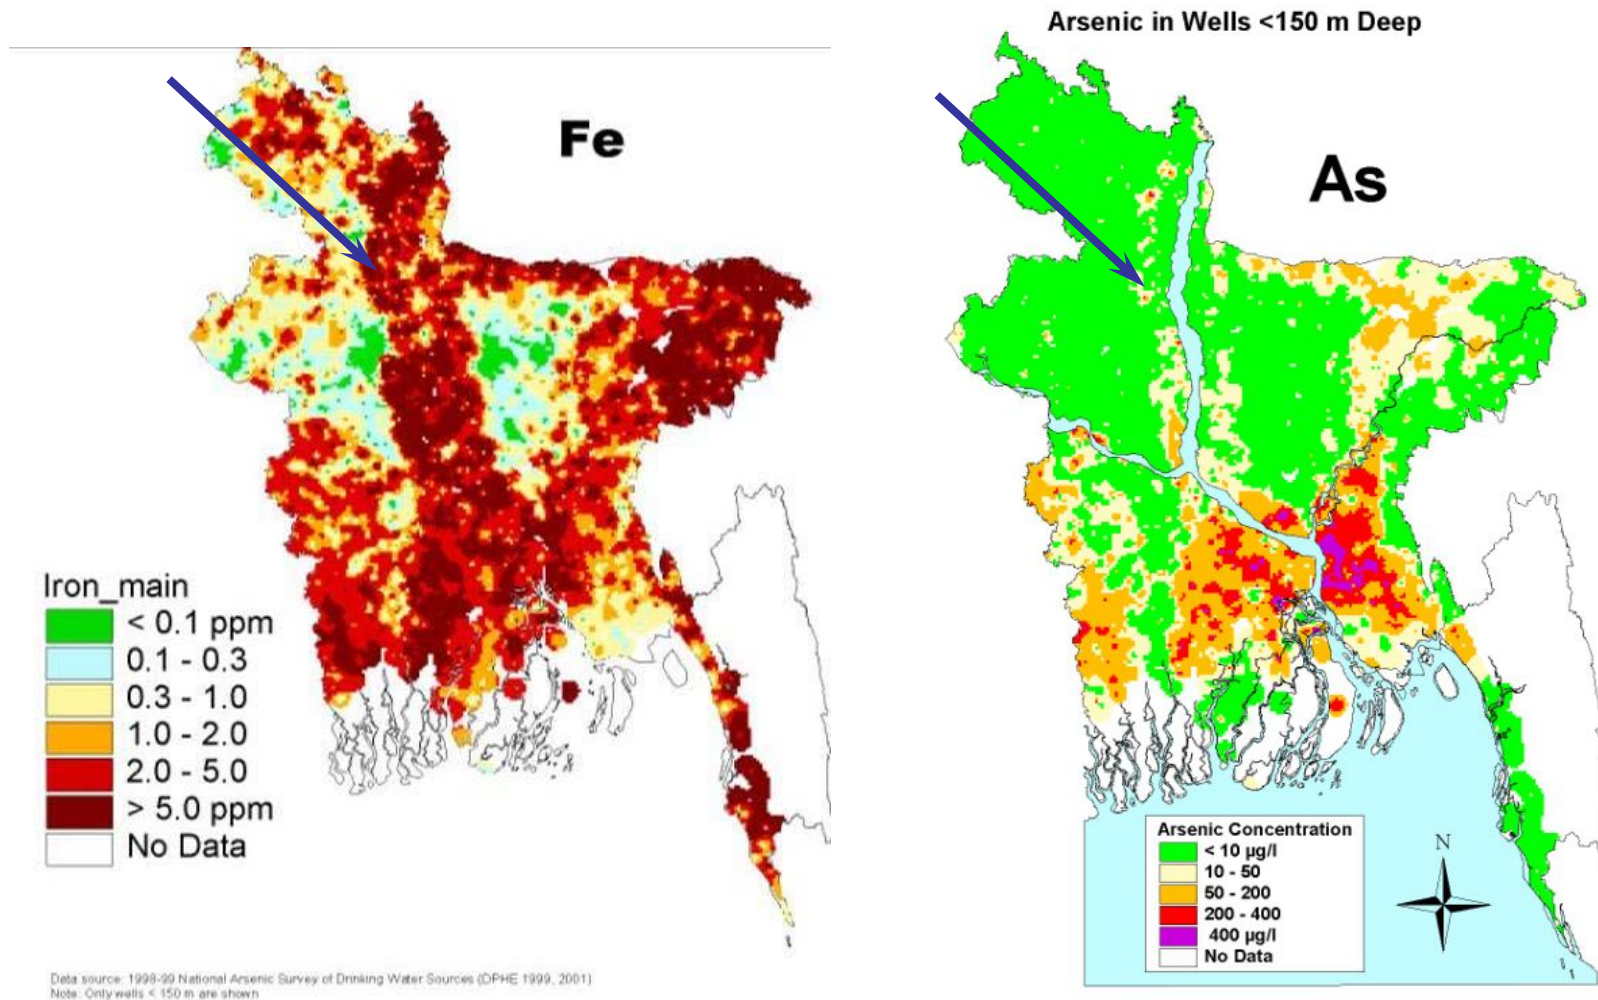 Fe
Iron_main
< 0.1 ppm
0.1 - 0.3
0.3 - 1.0
1.0 - 2.0
2.0 - 5.0
> 5.0 ppm
No Data
Data source: 1998-99 National Arsenic Survey of Drinking Water Sources (DPHE 1999, 2001)
Note: Only wells < 150 m are shown
Arsenic in Wells <150 m Deep
As
Arsenic Concentration
< 10 µg/l
10 - 50
50 - 200
200 - 400
400 µg/l
No Data
N